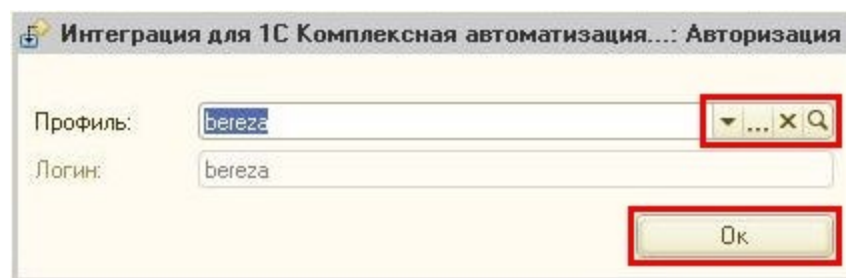 Интеграция для 1С Комплексная автоматизация...: Авторизация
Профиль: bereza ...
Логин: bereza
Ок